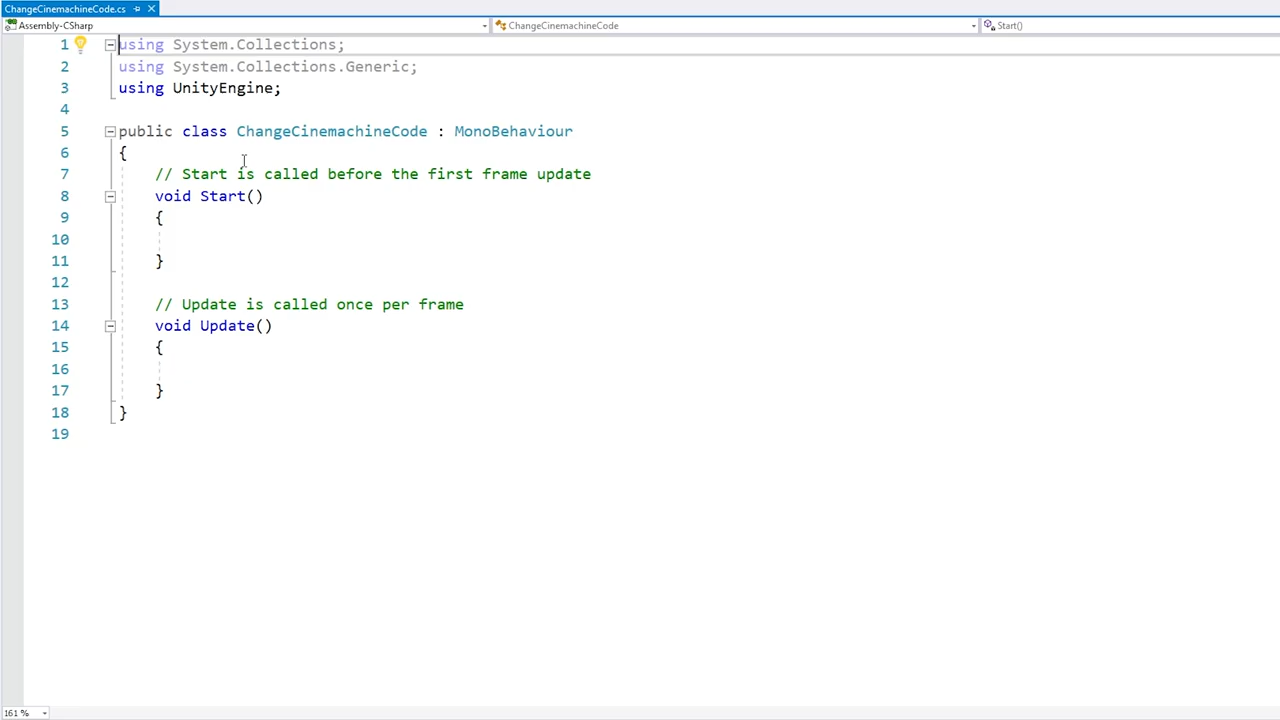 ChangeCinemachineCode.cs
Assembly-CSharp
ChangeCinemachineCode
Start()
1 using System.Collections;
2 using System.Collections.Generic;
3 using UnityEngine;
4
5 public class ChangeCinemachineCode : MonoBehaviour
6 {
7 // Start is called before the first frame update
8 void Start()
9 {
10
11 }
12
13 // Update is called once per frame
14 void Update()
15 {
16
17 }
18 }
19
161 %